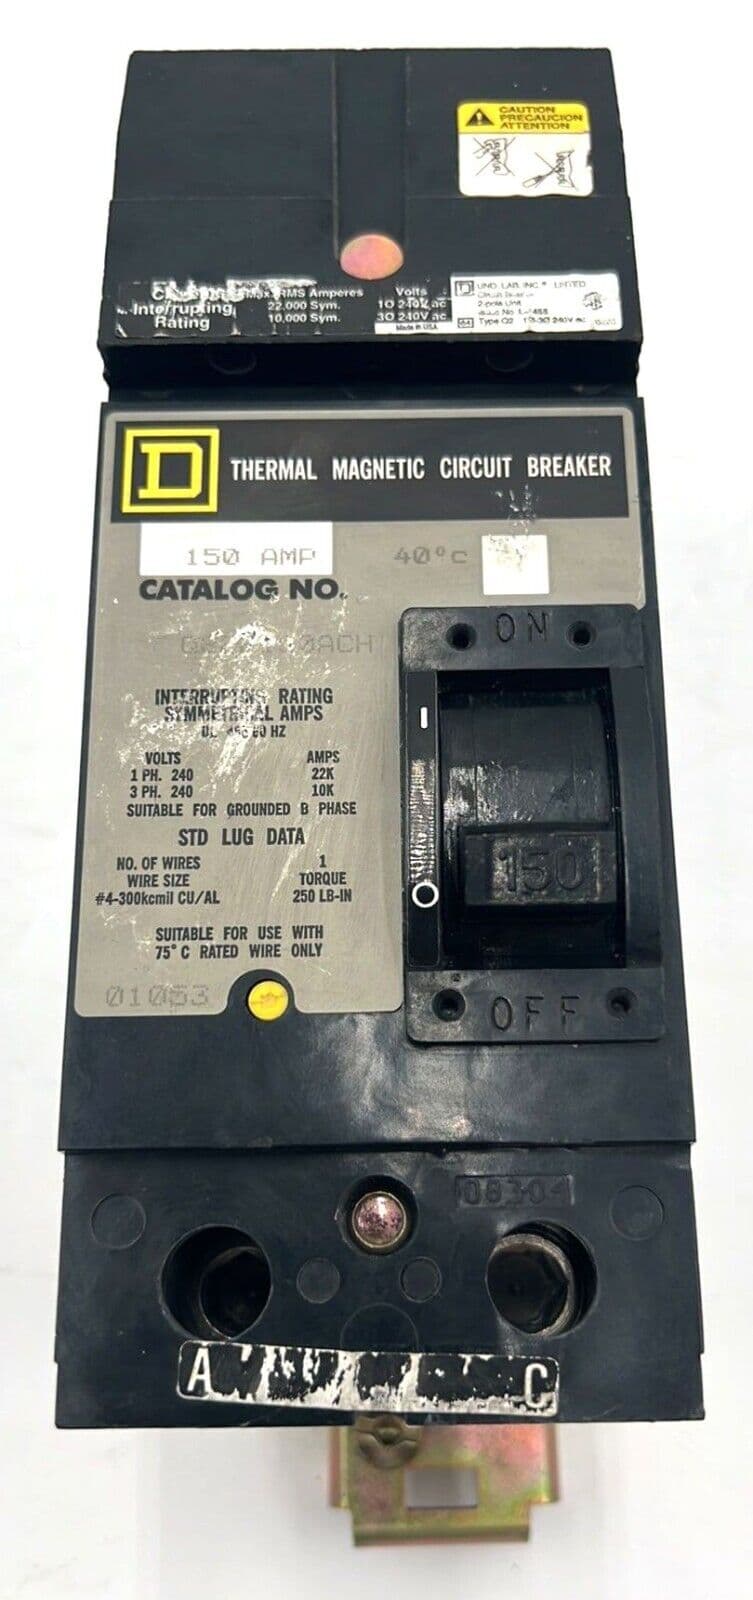 CAUTION
PRECAUCION
ATTENTION
Max. RMS Amperes Volts
Interrupting 22,000 Sym. 1Ø 240V ac
Rating 10,000 Sym. 3Ø 240V ac
Made in USA
UND. LAB. INC.® LISTED
Circuit Breaker
2-pole Unit
Issue No.
Type Q2 240V ac
D THERMAL MAGNETIC CIRCUIT BREAKER
150 AMP 40°C
CATALOG NO.
ON
INTERRUPTING RATING
SYMMETRICAL AMPS
60 HZ
VOLTS AMPS
1 PH. 240 22K
3 PH. 240 10K
SUITABLE FOR GROUNDED B PHASE
STD LUG DATA
NO. OF WIRES 1
WIRE SIZE TORQUE
#4-300kcmil CU/AL 250 LB-IN
150
SUITABLE FOR USE WITH
75°C RATED WIRE ONLY
01053
OFF
08304
A C